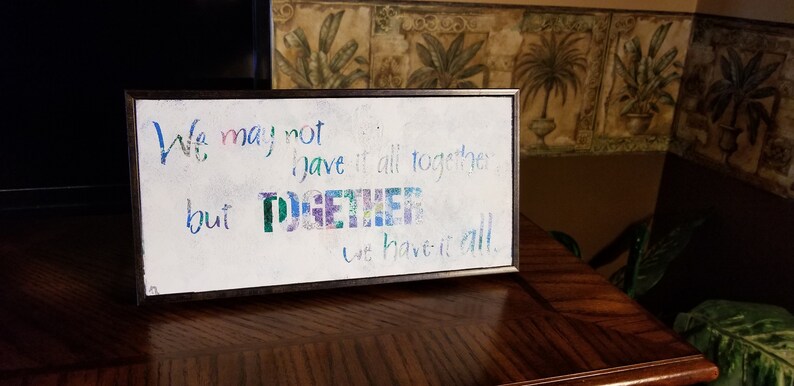 We may not
have it all together
but TOGETHER
we have it all.